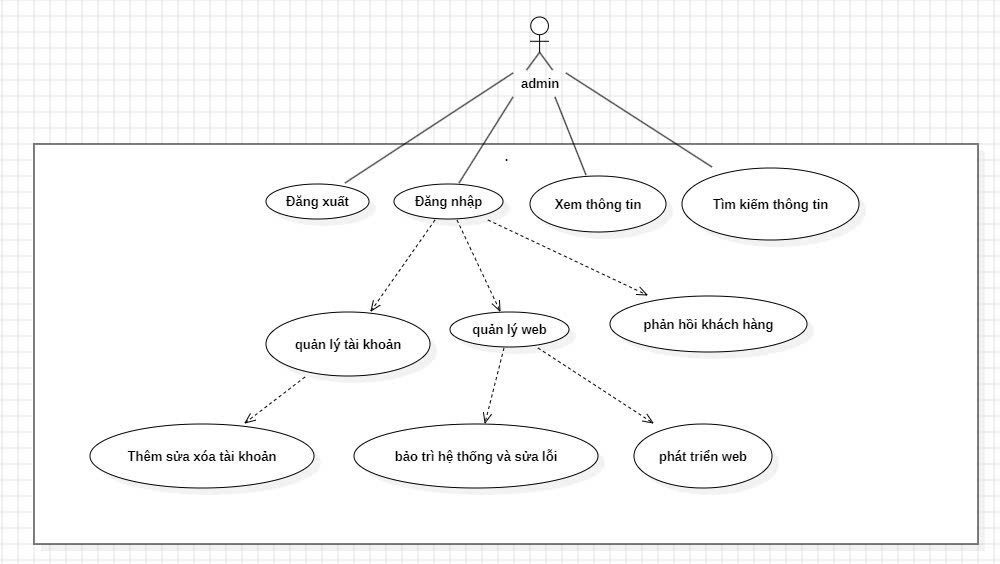 admin
Đăng xuất
Đăng nhập
Xem thông tin
Tìm kiếm thông tin
quản lý tài khoản
quản lý web
phản hồi khách hàng
Thêm sửa xóa tài khoản
bảo trì hệ thống và sửa lỗi
phát triển web